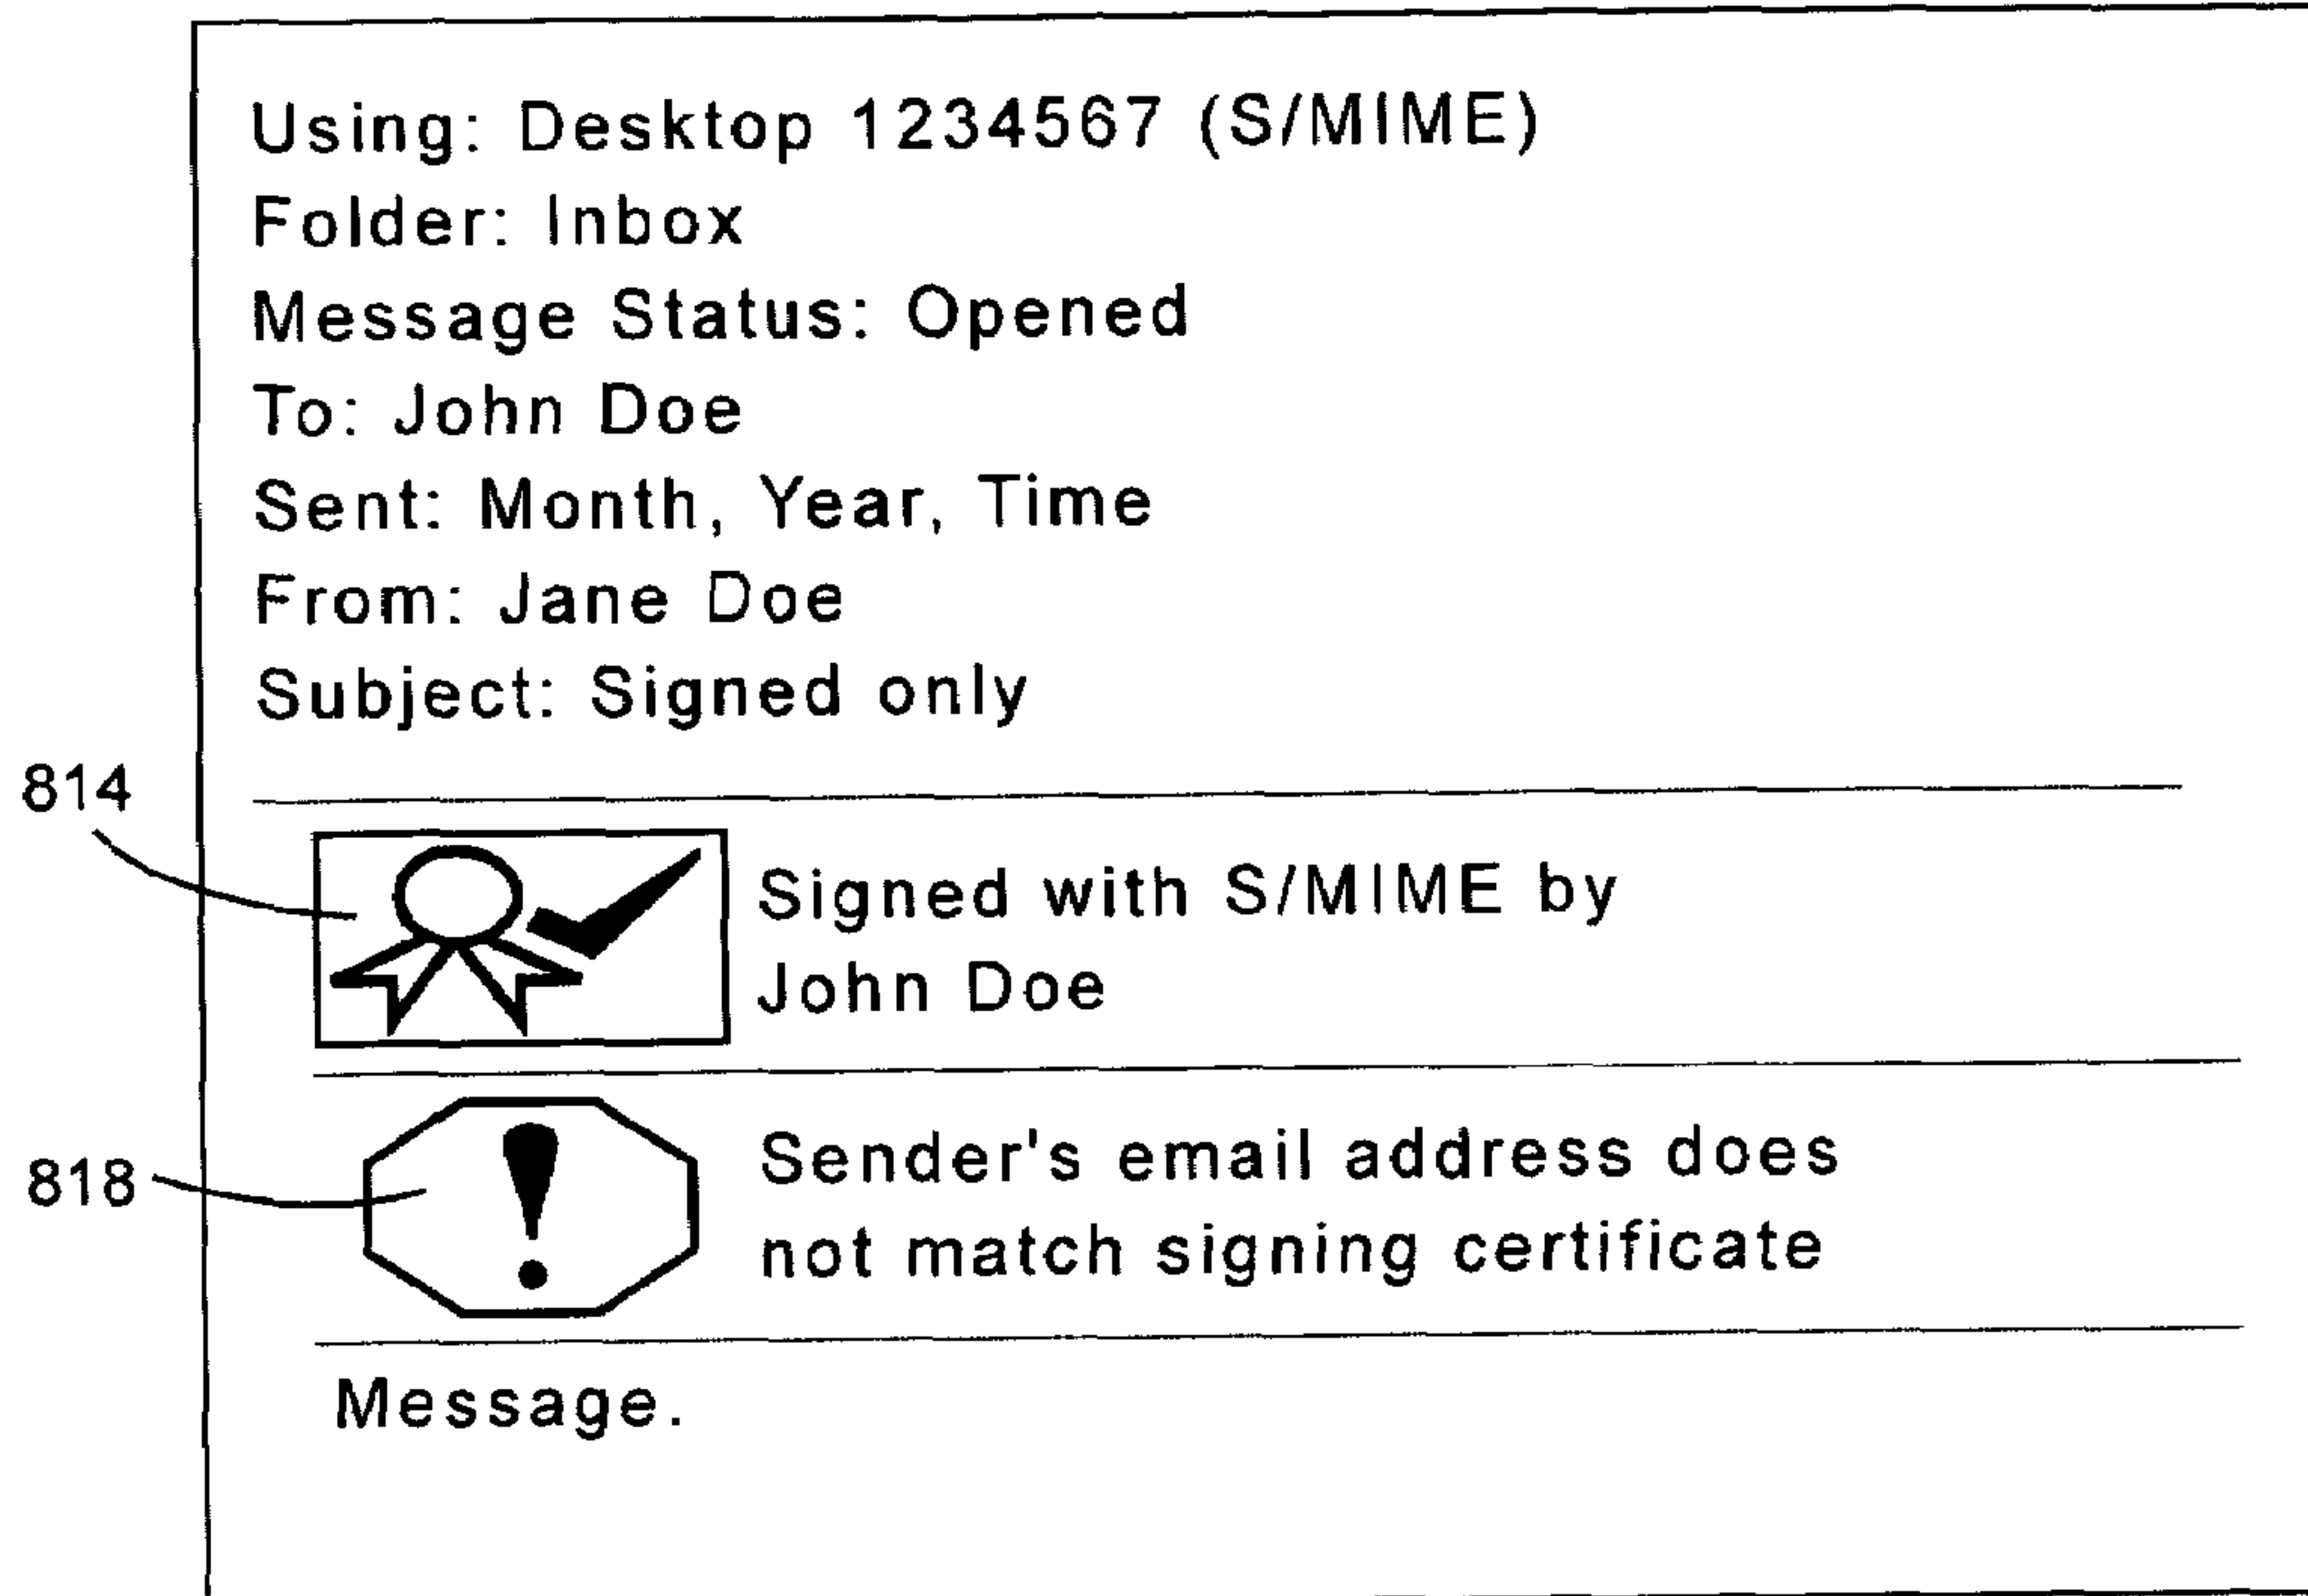 Using: Desktop 1234567 (S/MIME)
Folder: Inbox
Message Status: Opened
To: John Doe
Sent: Month, Year, Time
From: Jane Doe
Subject: Signed only
814
Signed with S/MIME by
John Doe
818
Sender's email address does
not match signing certificate
Message.